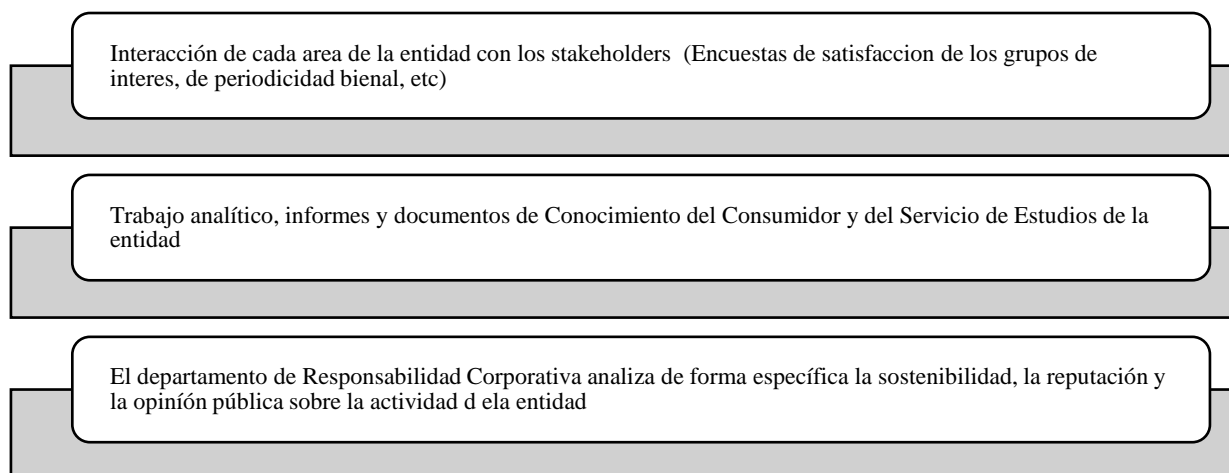 Interacción de cada area de la entidad con los stakeholders (Encuestas de satisfaccion de los grupos de
interes, de periodicidad bienal, etc)
Trabajo analítico, informes y documentos de Conocimiento del Consumidor y del Servicio de Estudios de la
entidad
El departamento de Responsabilidad Corporativa analiza de forma específica la sostenibilidad, la reputación y
la opiníón pública sobre la actividad d ela entidad